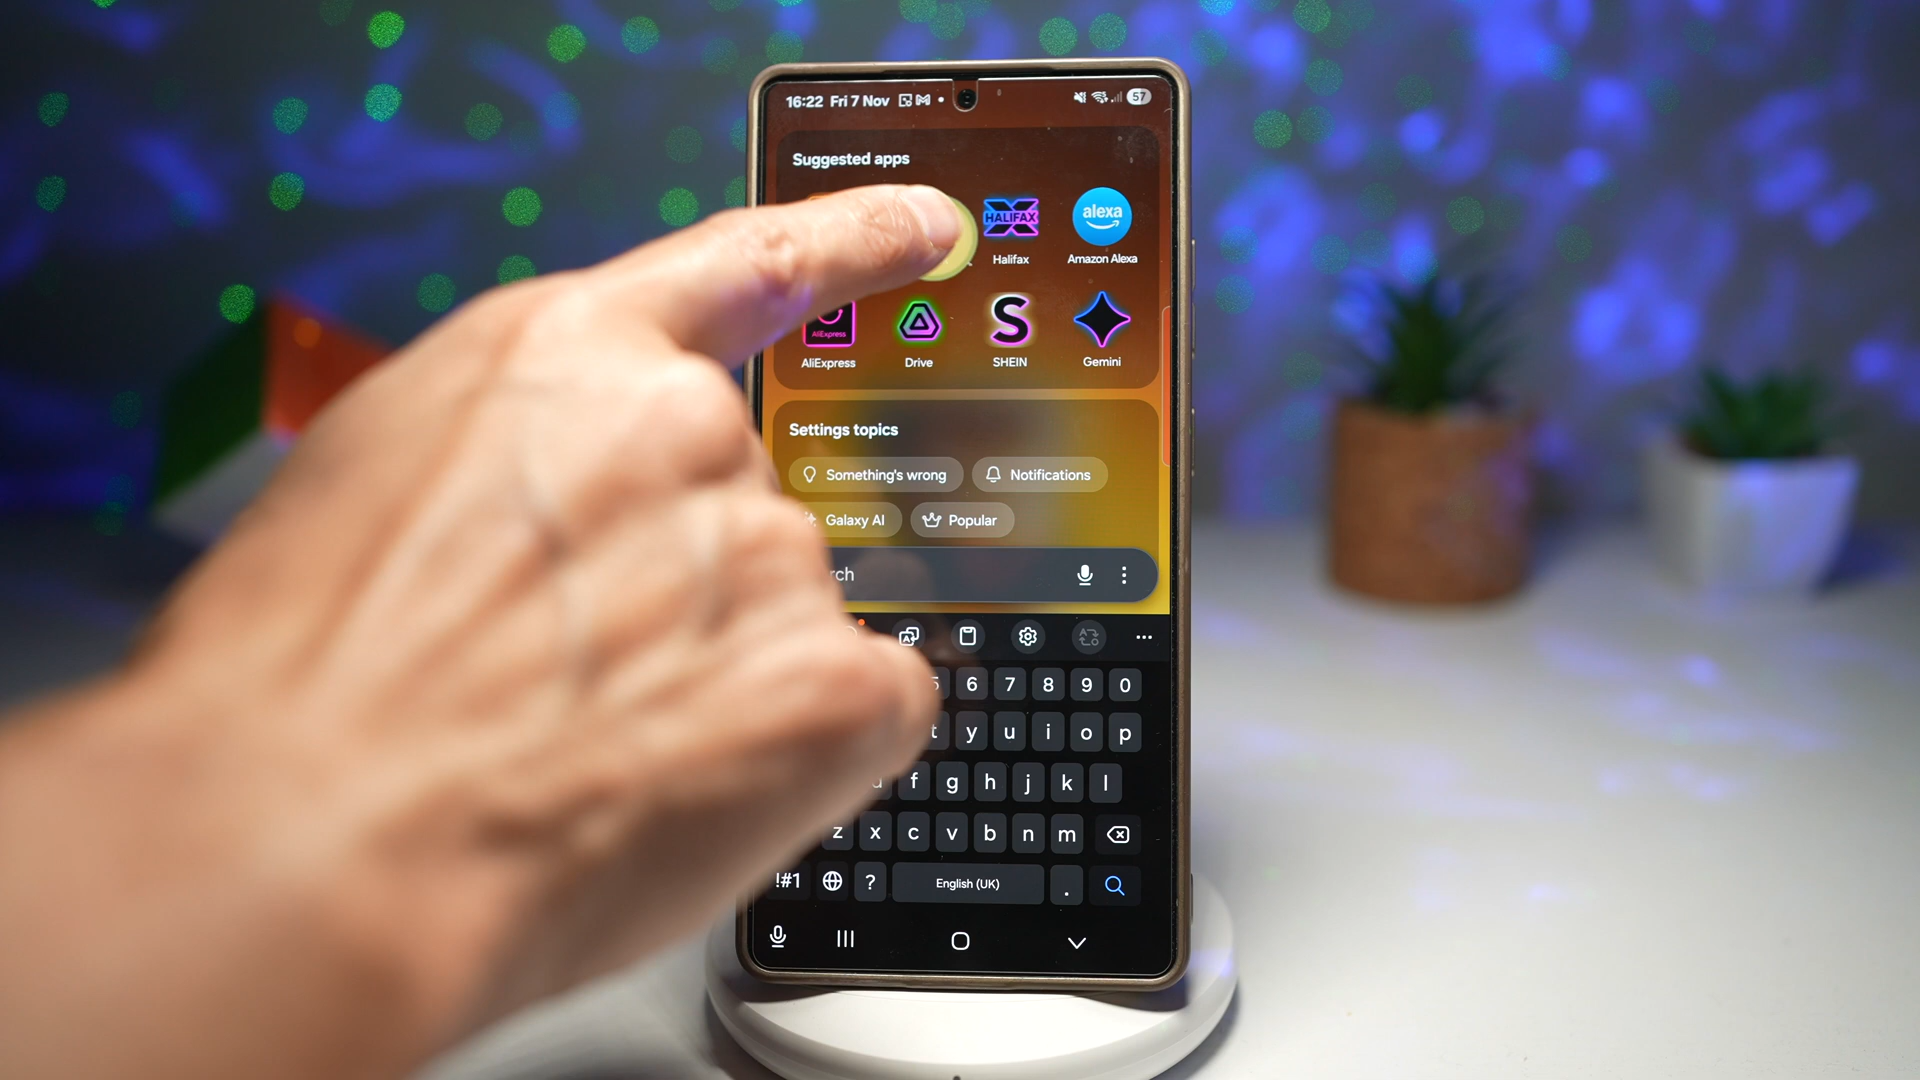 16:22 Fri 7 Nov
57
Suggested apps
HALIFAX
alexa
Halifax
Amazon Alexa
AliExpress
AliExpress
Drive
SHEIN
Gemini
Settings topics
Something's wrong
Notifications
Galaxy AI
Popular
rch
5 6 7 8 9 0
t y u i o p
d f g h j k l
z x c v b n m
!#1 ? English (UK) .